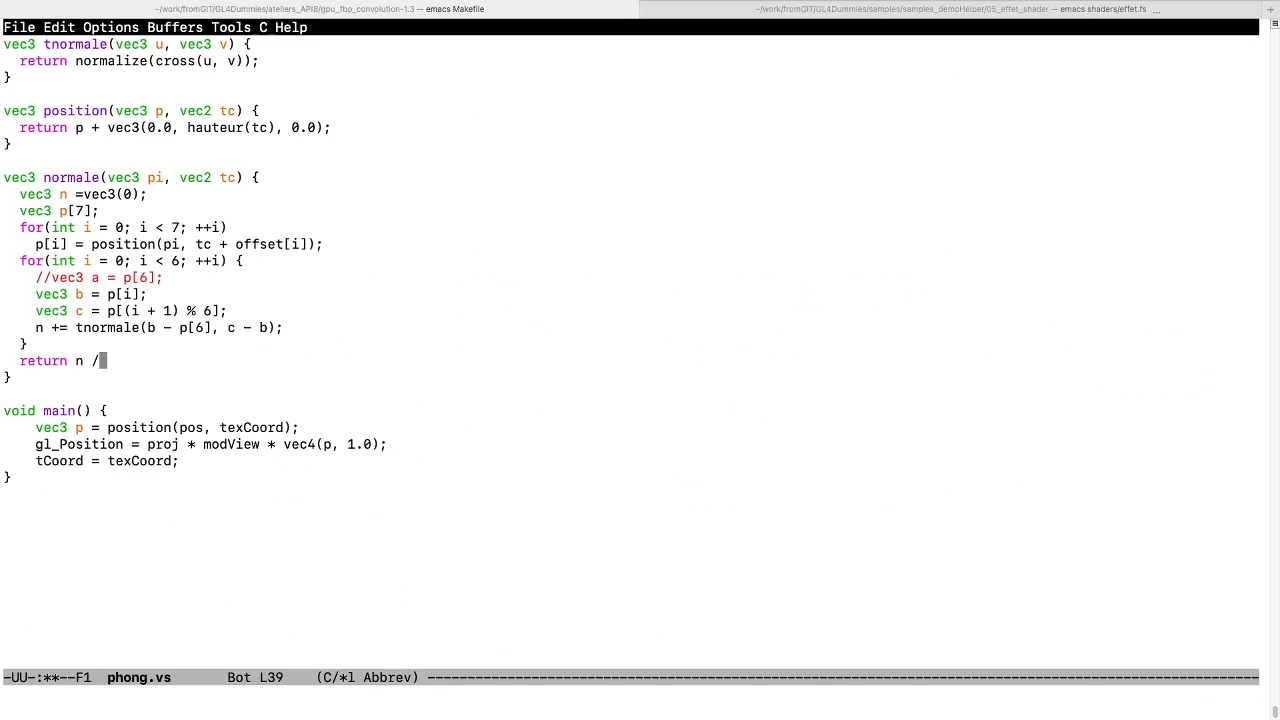 ~/work/fromGIT/GL4Dummies/ateliers_API8/gpu_fbo_convolution-1.3 — emacs Makefile
~/work/fromGIT/GL4Dummies/samples/samples_demoHelper/05_effet_shader — emacs shaders/effet.fs ...
File Edit Options Buffers Tools C Help
vec3 tnormale(vec3 u, vec3 v) {
  return normalize(cross(u, v));
}

vec3 position(vec3 p, vec2 tc) {
  return p + vec3(0.0, hauteur(tc), 0.0);
}

vec3 normale(vec3 pi, vec2 tc) {
  vec3 n =vec3(0);
  vec3 p[7];
  for(int i = 0; i < 7; ++i)
    p[i] = position(pi, tc + offset[i]);
  for(int i = 0; i < 6; ++i) {
    //vec3 a = p[6];
    vec3 b = p[i];
    vec3 c = p[(i + 1) % 6];
    n += tnormale(b - p[6], c - b);
  }
  return n /
}

void main() {
    vec3 p = position(pos, texCoord);
    gl_Position = proj * modView * vec4(p, 1.0);
    tCoord = texCoord;
}
-UU-:**--F1  phong.vs       Bot L39    (C/*l Abbrev) --------------------------------------------------------------------------------------------------------